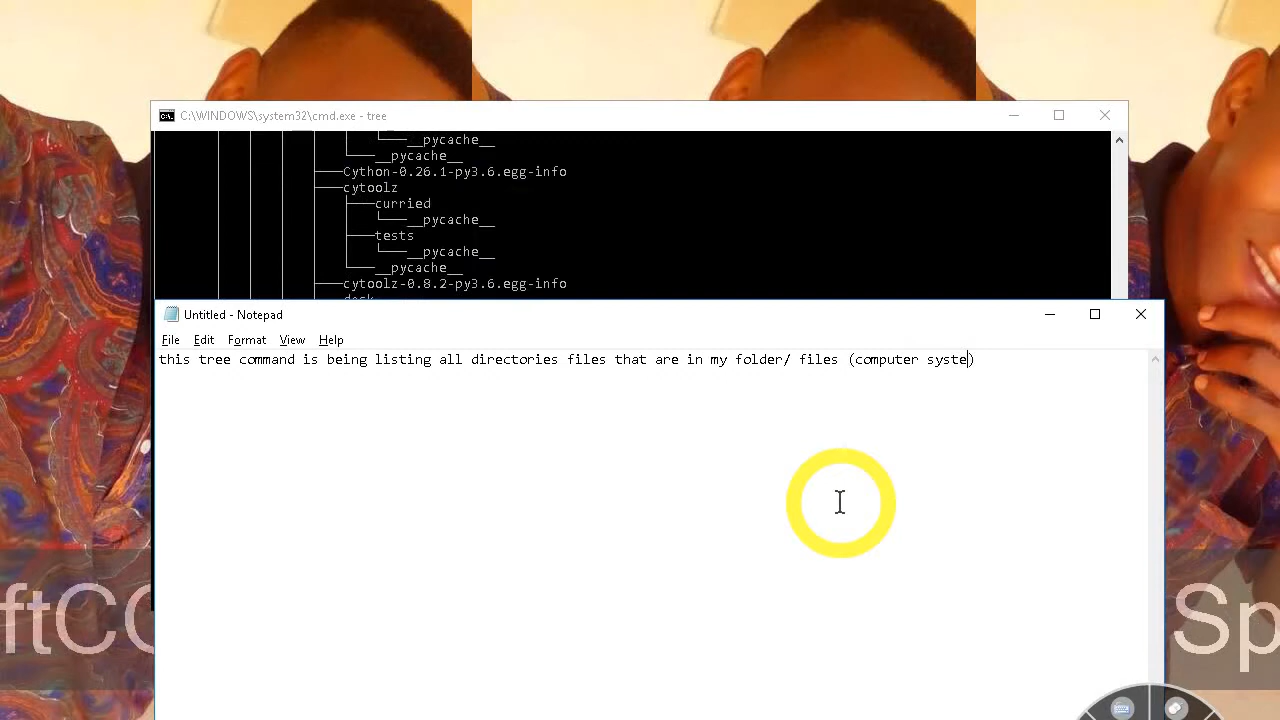 C:\WINDOWS\system32\cmd.exe - tree
__pycache__
__pycache__
Cython-0.26.1-py3.6.egg-info
cytoolz
curried
__pycache__
tests
__pycache__
__pycache__
cytoolz-0.8.2-py3.6.egg-info
Untitled - Notepad
File Edit Format View Help
this tree command is being listing all directories files that are in my folder/ files (computer syste)
ftCO
Sp